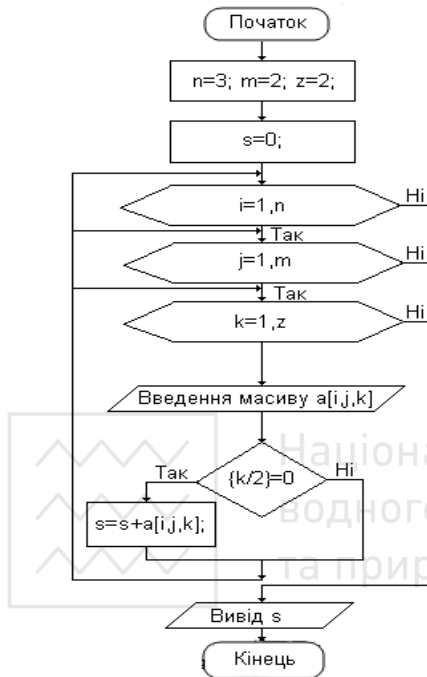 Початок
n=3; m=2; z=2;
s=0;
i=1,n
Ні
Так
j=1,m
Ні
Так
k=1,z
Ні
Введення масиву a[i,j,k]
Так
{k/2}=0
Ні
s=s+a[i,j,k];
Націона
водного
та прир
Вивід s
Кінець